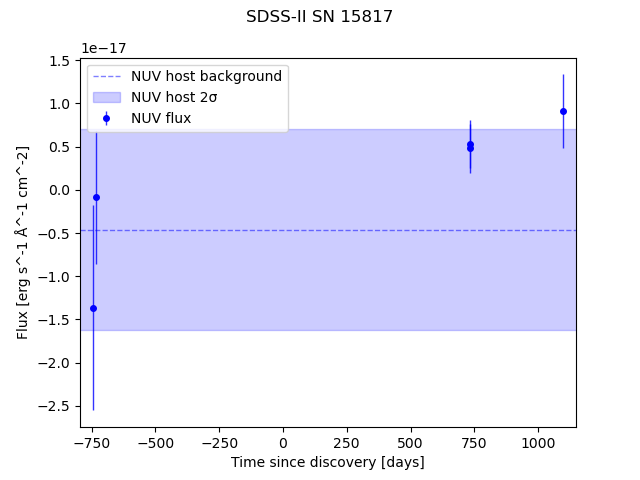 SDSS-II SN 15817
1e−17
NUV host background
NUV host 2σ
NUV flux
1.5
1.0
0.5
0.0
−0.5
−1.0
−1.5
−2.0
−2.5
Flux [erg s^-1 Å^-1 cm^-2]
−750 −500 −250 0 250 500 750 1000
Time since discovery [days]